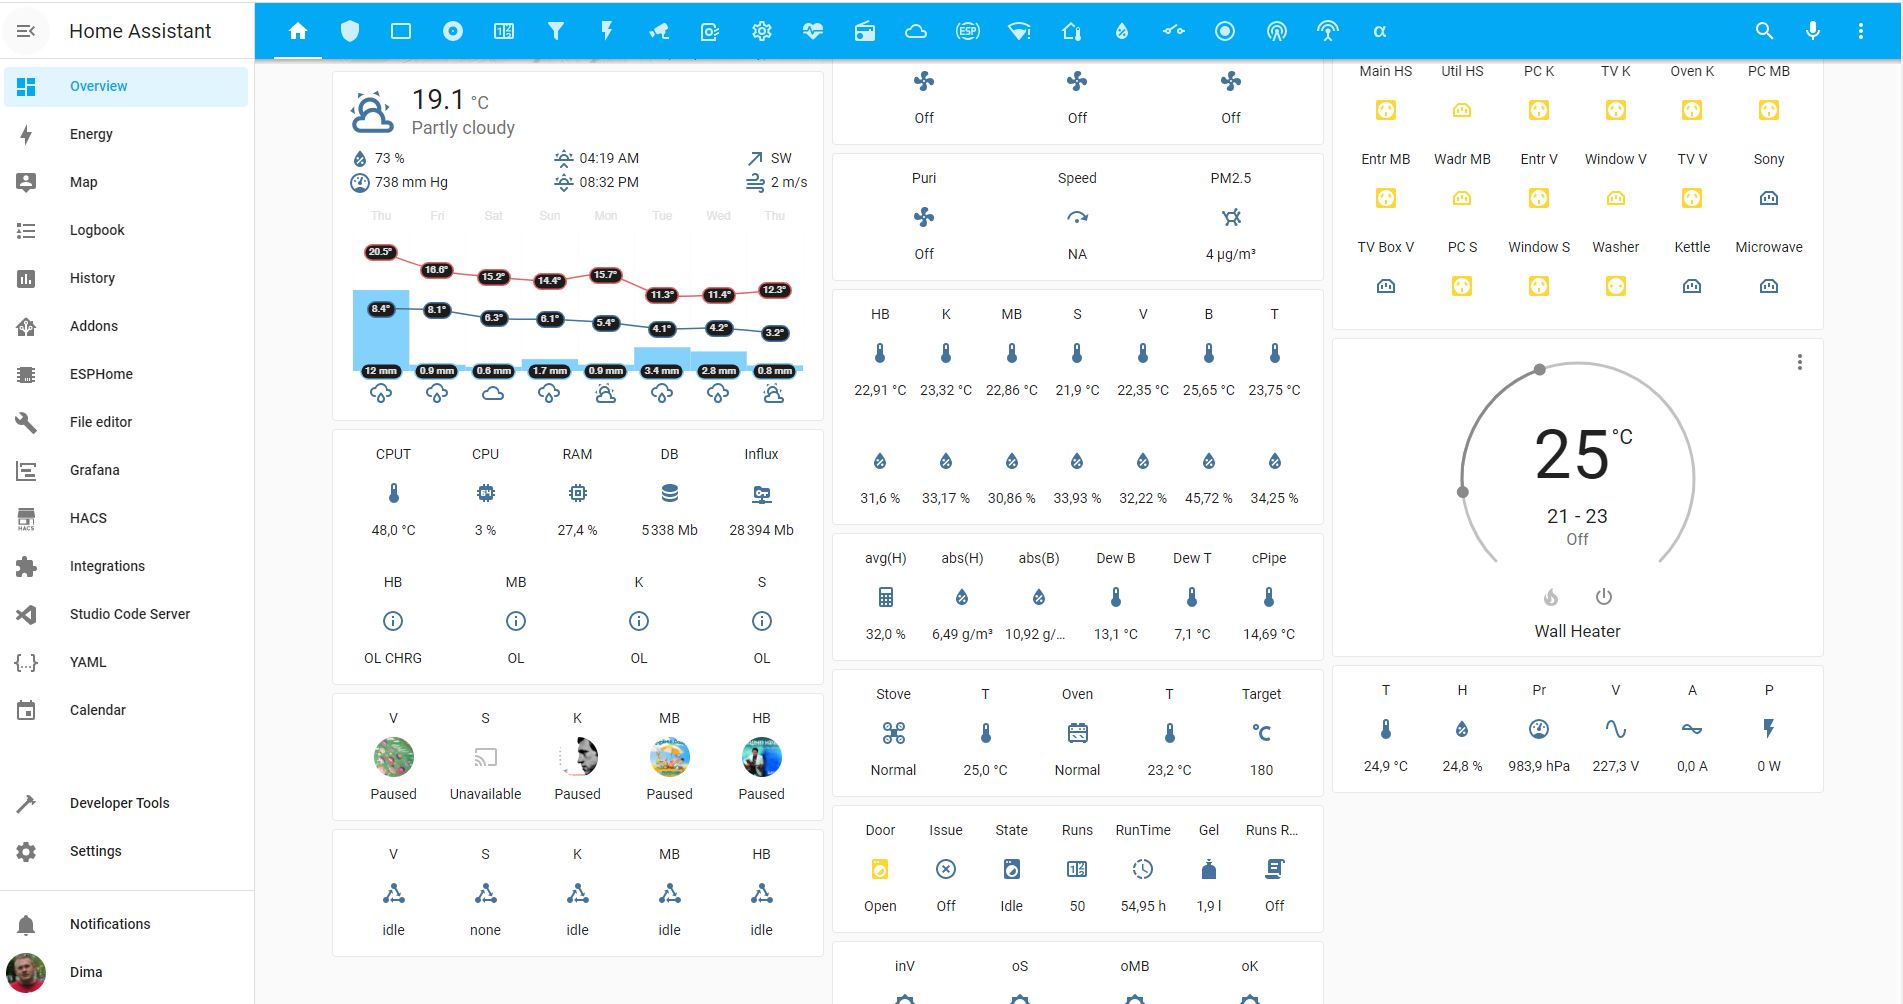 Home Assistant
Overview
Energy
Map
Logbook
History
Addons
ESPHome
File editor
Grafana
HACS
HACS
Integrations
Studio Code Server
YAML
Calendar
Developer Tools
Settings
Notifications
Dima
ESP
α
19.1 °C
Partly cloudy
73 % 04:19 AM SW
738 mm Hg 08:32 PM 2 m/s
Thu Fri Sat Sun Mon Tue Wed Thu
20.5° 16.6° 15.2° 14.4° 15.7° 11.3° 11.4° 12.3°
8.4° 8.1° 6.3° 6.1° 5.4° 4.1° 4.2° 3.2°
12 mm 0.9 mm 0.6 mm 1.7 mm 0.9 mm 3.4 mm 2.8 mm 0.8 mm
CPUT CPU RAM DB Influx
64
48,0 °C 3 % 27,4 % 5 338 Mb 28 394 Mb
HB MB K S
OL CHRG OL OL OL
V S K MB HB
Paused Unavailable Paused Paused Paused
V S K MB HB
idle none idle idle idle
Off Off Off
Puri Speed PM2.5
Off NA 4 µg/m³
HB K MB S V B T
22,91 °C 23,32 °C 22,86 °C 21,9 °C 22,35 °C 25,65 °C 23,75 °C
31,6 % 33,17 % 30,86 % 33,93 % 32,22 % 45,72 % 34,25 %
avg(H) abs(H) abs(B) Dew B Dew T cPipe
32,0 % 6,49 g/m³ 10,92 g/... 13,1 °C 7,1 °C 14,69 °C
Stove T Oven T Target
°C
Normal 25,0 °C Normal 23,2 °C 180
Door Issue State Runs RunTime Gel Runs R...
Open Off Idle 50 54,95 h 1,9 l Off
inV oS oMB oK
Main HS Util HS PC K TV K Oven K PC MB
Entr MB Wadr MB Entr V Window V TV V Sony
TV Box V PC S Window S Washer Kettle Microwave
25 °C
21 - 23
Off
Wall Heater
T H Pr V A P
24,9 °C 24,8 % 983,9 hPa 227,3 V 0,0 A 0 W